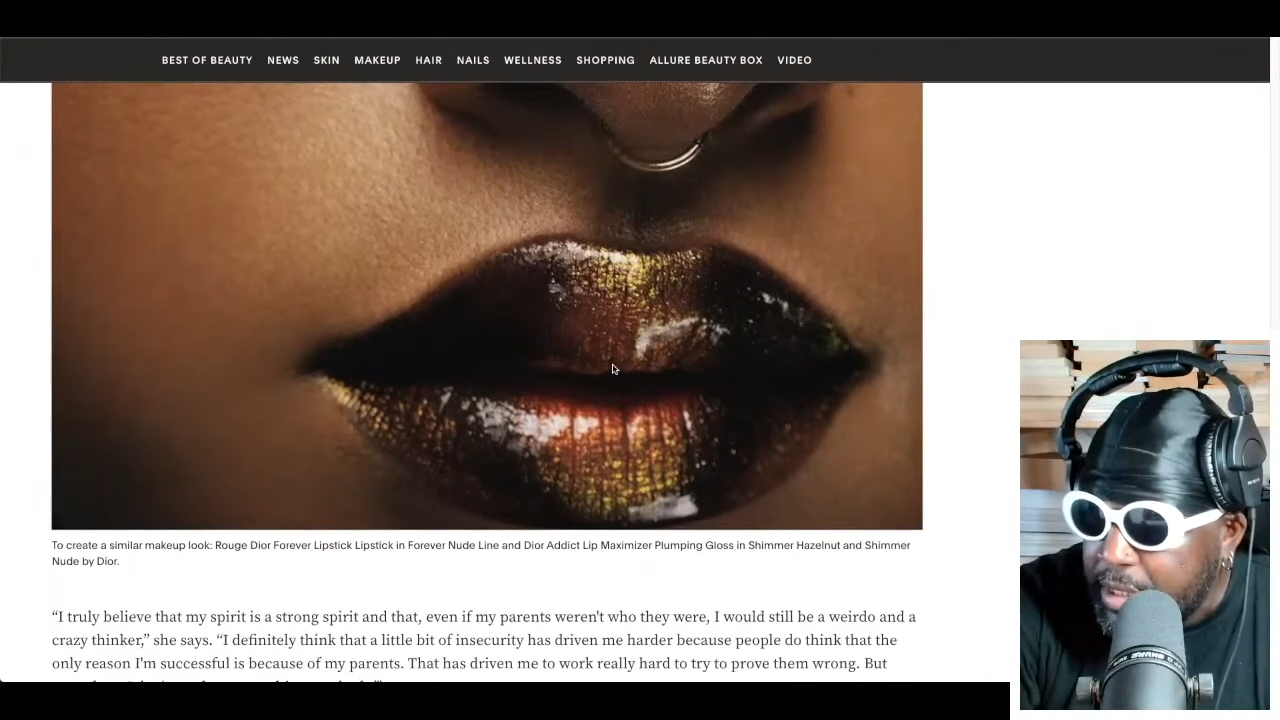 BEST OF BEAUTY NEWS SKIN MAKEUP HAIR NAILS WELLNESS SHOPPING ALLURE BEAUTY BOX VIDEO
To create a similar makeup look: Rouge Dior Forever Lipstick Lipstick in Forever Nude Line and Dior Addict Lip Maximizer Plumping Gloss in Shimmer Hazelnut and Shimmer
Nude by Dior.
“I truly believe that my spirit is a strong spirit and that, even if my parents weren't who they were, I would still be a weirdo and a
crazy thinker,” she says. “I definitely think that a little bit of insecurity has driven me harder because people do think that the
only reason I'm successful is because of my parents. That has driven me to work really hard to try to prove them wrong. But
SHURE